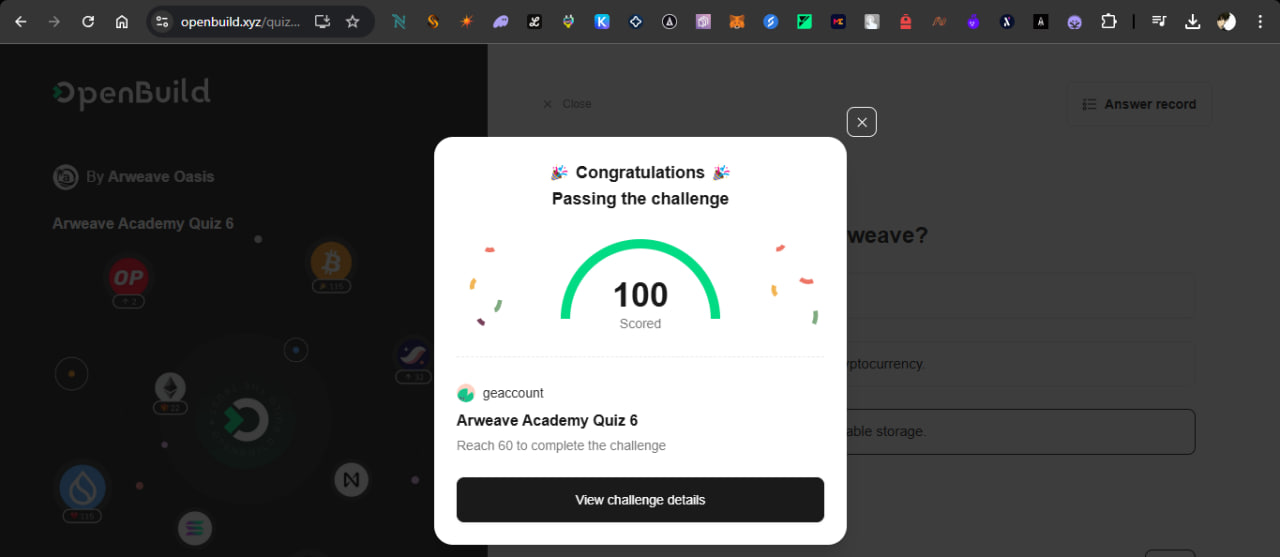 openbuild.xyz/quiz...
OpenBuild
Close
Answer record
By Arweave Oasis
Arweave Academy Quiz 6
weave?
OP
2
115
Congratulations
Passing the challenge
100
Scored
yptocurrency.
32
22
geaccount
Arweave Academy Quiz 6
able storage.
Reach 60 to complete the challenge
View challenge details
115